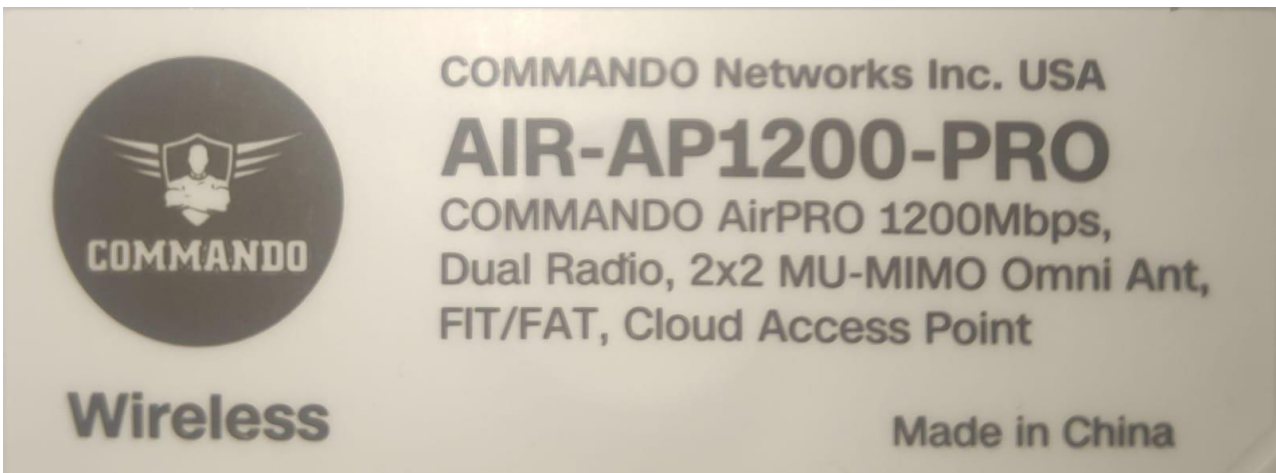 COMMANDO Networks Inc. USA
AIR-AP1200-PRO
COMMANDO AirPRO 1200Mbps,
Dual Radio, 2x2 MU-MIMO Omni Ant,
FIT/FAT, Cloud Access Point
COMMANDO
Wireless
Made in China